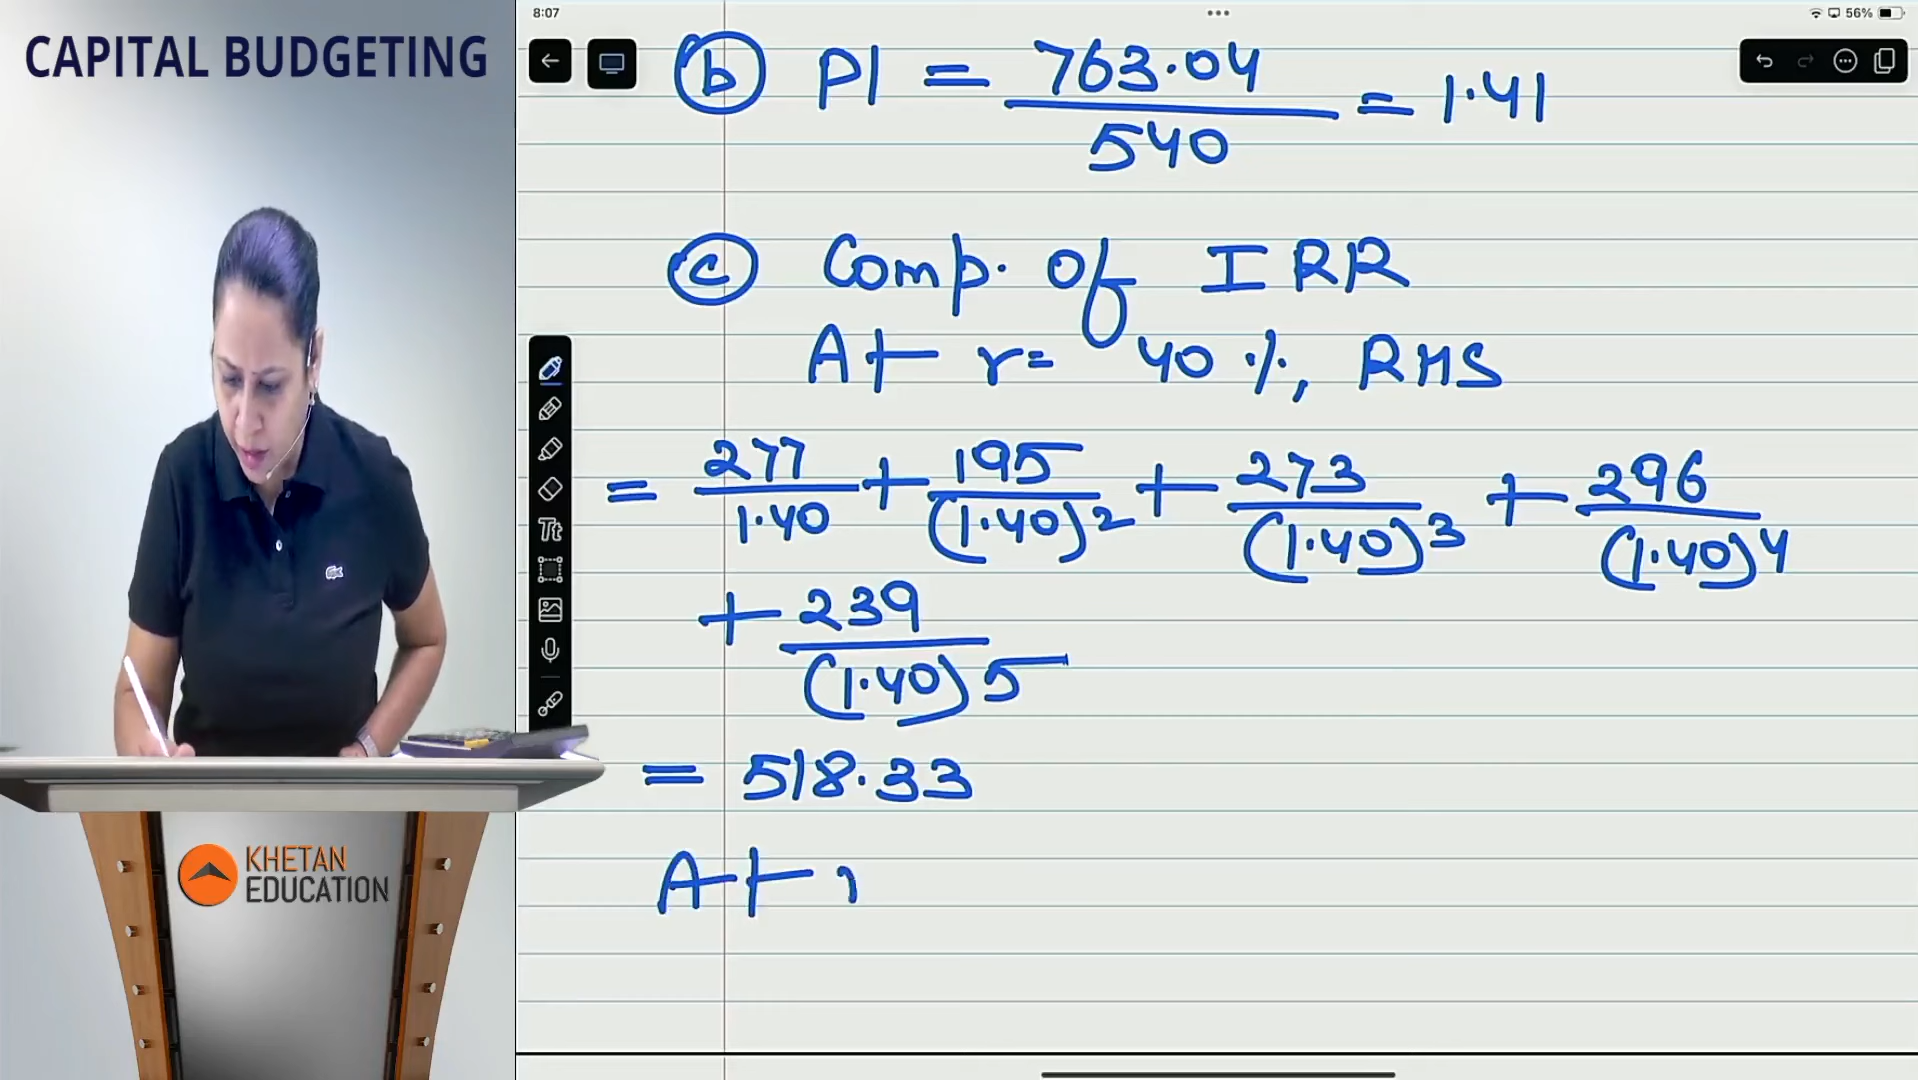 CAPITAL BUDGETING
8:07
56%
(b) PI = 763.04 / 540 = 1.41
(c) Comp. of IRR
At r = 40 %, RHS
= 277 / 1.40 + 195 / (1.40)2 + 273 / (1.40)3 + 296 / (1.40)4
+ 239 / (1.40)5
= 518.33
At
Tt
KHETAN
EDUCATION